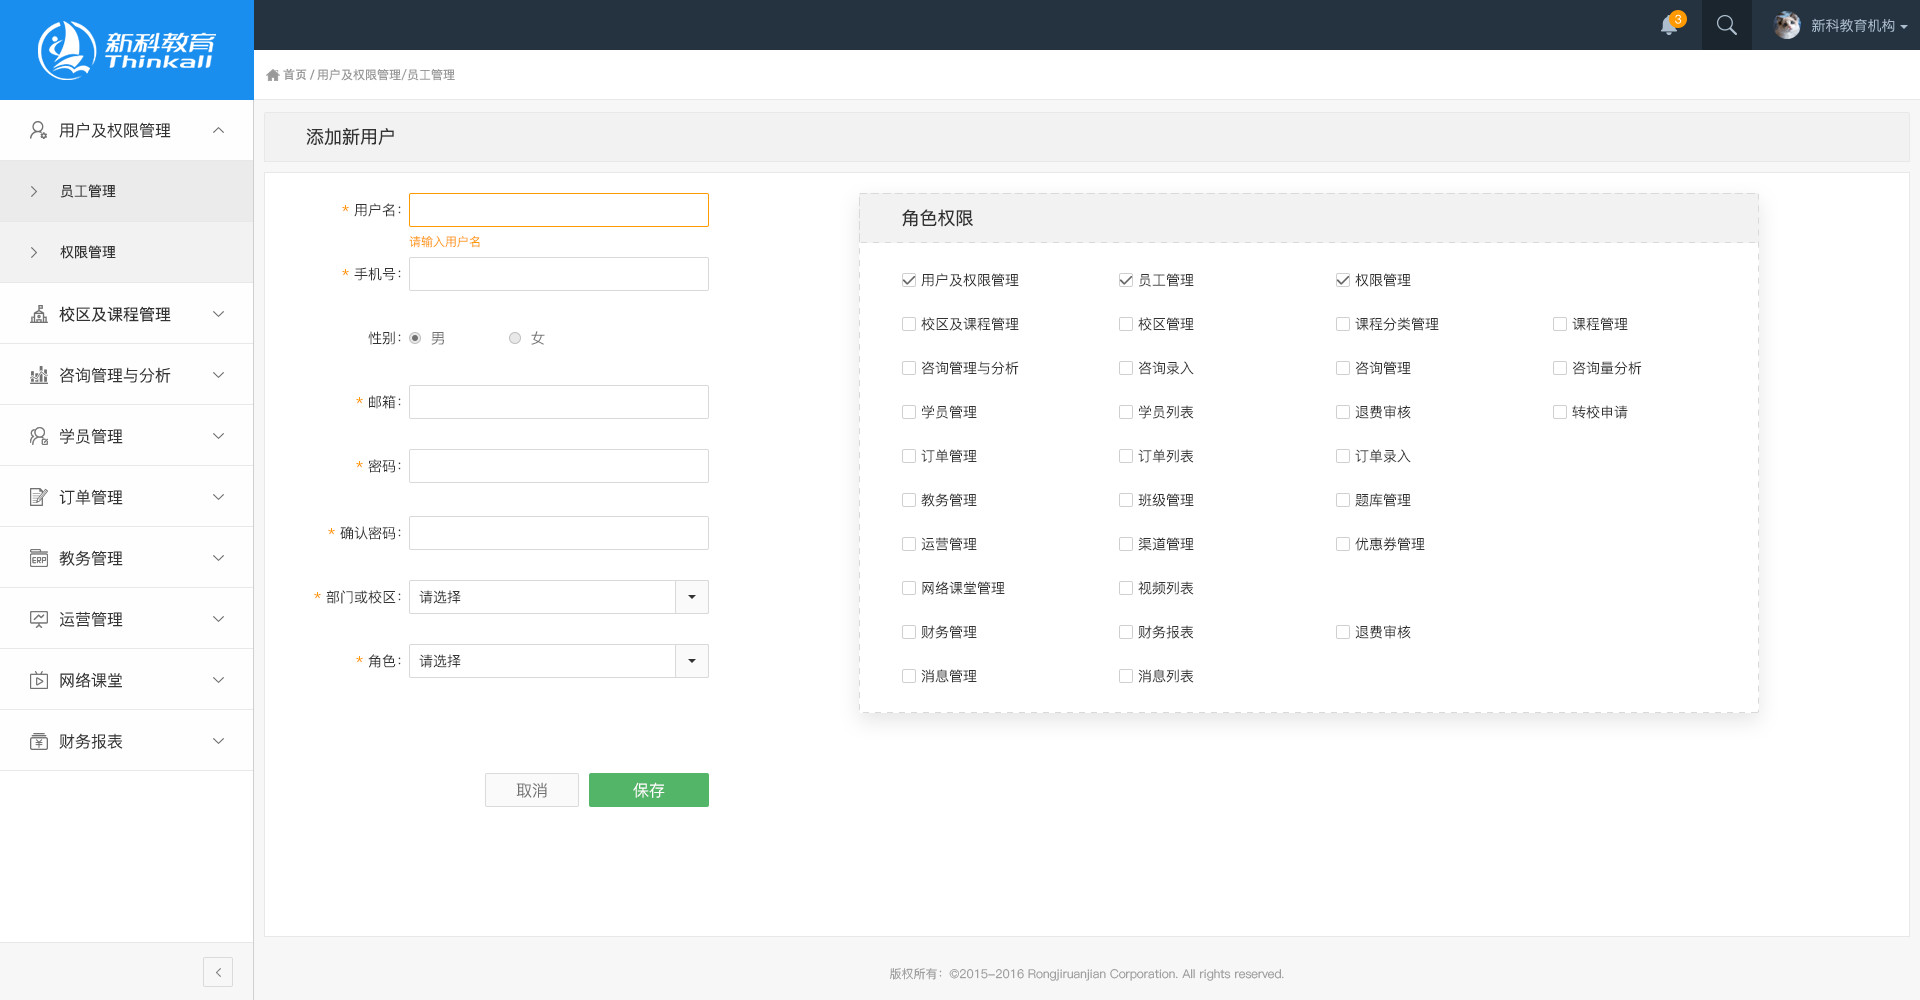 新科教育
Thinkall
3
新科教育机构
首页 / 用户及权限管理/员工管理
用户及权限管理
员工管理
权限管理
校区及课程管理
咨询管理与分析
学员管理
订单管理
ERP 教务管理
运营管理
网络课堂
财务报表
添加新用户
* 用户名：
请输入用户名
* 手机号：
性别： 男 女
* 邮箱：
* 密码：
* 确认密码：
* 部门或校区： 请选择
* 角色： 请选择
取消 保存
角色权限
用户及权限管理 员工管理 权限管理
校区及课程管理 校区管理 课程分类管理 课程管理
咨询管理与分析 咨询录入 咨询管理 咨询量分析
学员管理 学员列表 退费审核 转校申请
订单管理 订单列表 订单录入
教务管理 班级管理 题库管理
运营管理 渠道管理 优惠券管理
网络课堂管理 视频列表
财务管理 财务报表 退费审核
消息管理 消息列表
版权所有：©2015-2016 Rongjiruanjian Corporation. All rights reserved.